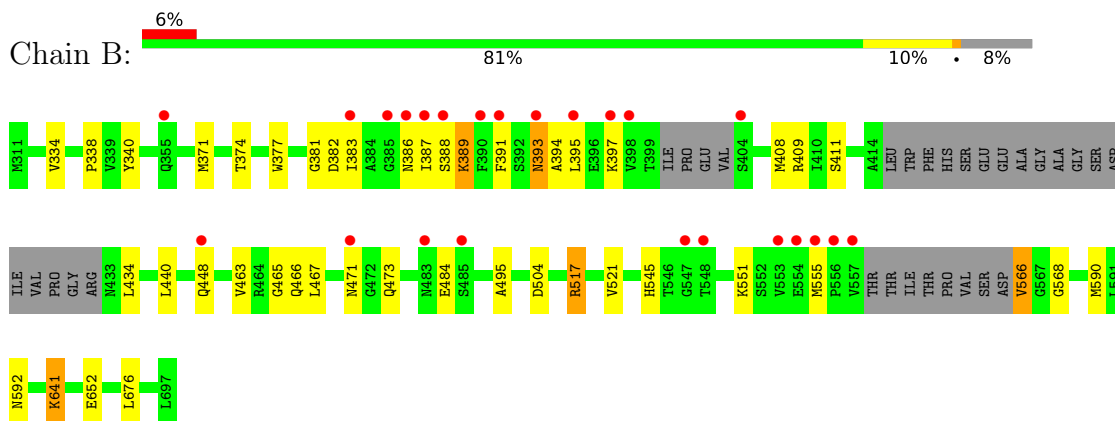 6%
Chain B:
81% 10% • 8%
M311 V334 P338 V339 Y340 Q355 M371 T374 W377 G381 D382 I383 A384 G385 N386 I387 S388 K389 F390 F391 S392 N393 A394 L395 E396 K397 V398 T399 ILE PRO GLU VAL S404 M408 R409 I410 S411 A414 LEU TRP PHE HIS SER GLU GLU ALA GLY ALA GLY SER ASP
ILE VAL PRO GLY ARG N433 L434 L440 Q448 V463 R464 G465 Q466 L467 N471 G472 Q473 N483 E484 S485 A495 D504 R517 V521 H545 T546 G547 T548 K551 S552 V553 E554 M555 P556 V557 THR THR ILE THR PRO VAL SER ASP V566 G567 G568 M590 L591
N592 K641 E652 L676 L697